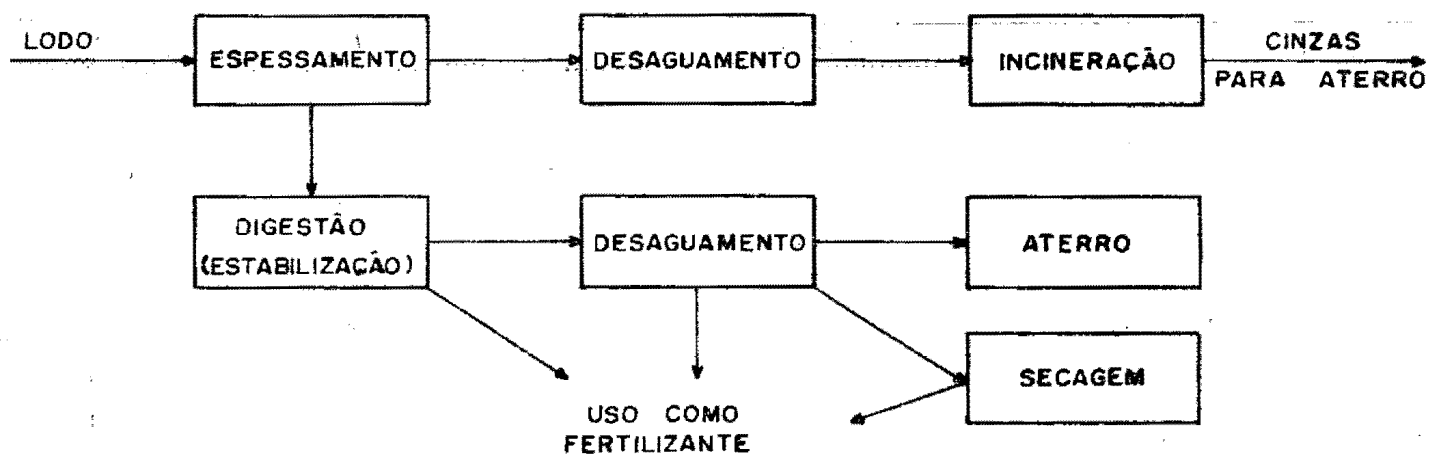 LODO
ESPESSAMENTO
DESAGUAMENTO
INCINERAÇÃO
CINZAS
PARA ATERRO
DIGESTÃO
(ESTABILIZAÇÃO)
DESAGUAMENTO
ATERRO
SECAGEM
USO COMO
FERTILIZANTE